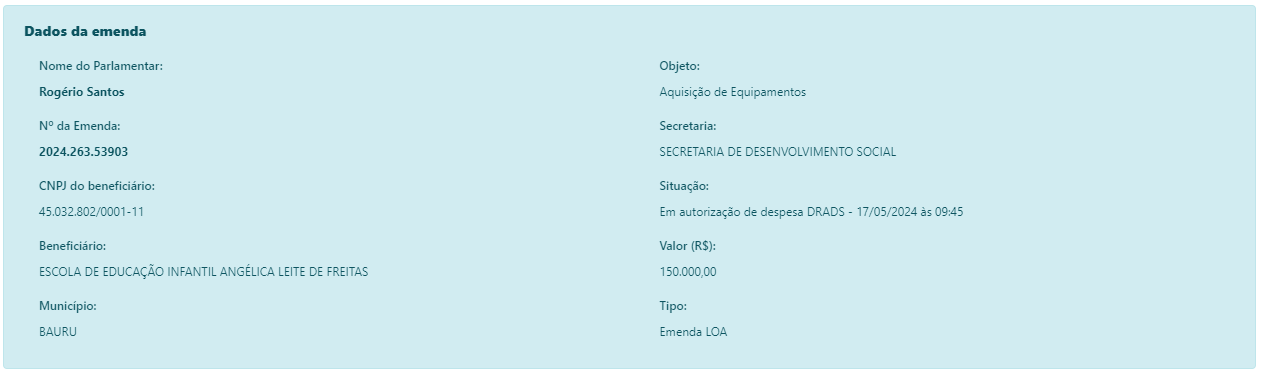 Dados da emenda
Nome do Parlamentar:
Rogério Santos
Nº da Emenda:
2024.263.53903
CNPJ do beneficiário:
45.032.802/0001-11
Beneficiário:
ESCOLA DE EDUCAÇÃO INFANTIL ANGÉLICA LEITE DE FREITAS
Município:
BAURU
Objeto:
Aquisição de Equipamentos
Secretaria:
SECRETARIA DE DESENVOLVIMENTO SOCIAL
Situação:
Em autorização de despesa DRADS - 17/05/2024 às 09:45
Valor (R$):
150.000,00
Tipo:
Emenda LOA